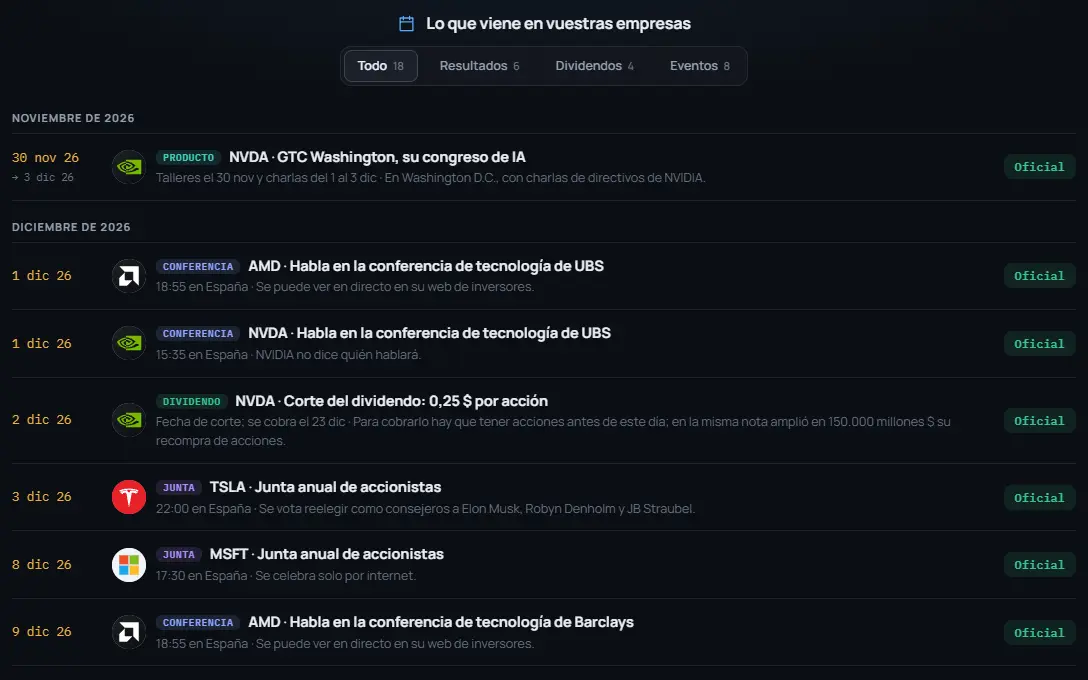 Lo que viene en vuestras empresas
Todo 18 Resultados 6 Dividendos 4 Eventos 8
NOVIEMBRE DE 2026
30 nov 26
→ 3 dic 26
PRODUCTO NVDA · GTC Washington, su congreso de IA
Talleres el 30 nov y charlas del 1 al 3 dic · En Washington D.C., con charlas de directivos de NVIDIA.
Oficial
DICIEMBRE DE 2026
1 dic 26
CONFERENCIA AMD · Habla en la conferencia de tecnología de UBS
18:55 en España · Se puede ver en directo en su web de inversores.
Oficial
1 dic 26
CONFERENCIA NVDA · Habla en la conferencia de tecnología de UBS
15:35 en España · NVIDIA no dice quién hablará.
Oficial
2 dic 26
DIVIDENDO NVDA · Corte del dividendo: 0,25 $ por acción
Fecha de corte; se cobra el 23 dic · Para cobrarlo hay que tener acciones antes de este día; en la misma nota amplió en 150.000 millones $ su
recompra de acciones.
Oficial
3 dic 26
JUNTA TSLA · Junta anual de accionistas
22:00 en España · Se vota reelegir como consejeros a Elon Musk, Robyn Denholm y JB Straubel.
Oficial
8 dic 26
JUNTA MSFT · Junta anual de accionistas
17:30 en España · Se celebra solo por internet.
Oficial
9 dic 26
CONFERENCIA AMD · Habla en la conferencia de tecnología de Barclays
18:55 en España · Se puede ver en directo en su web de inversores.
Oficial